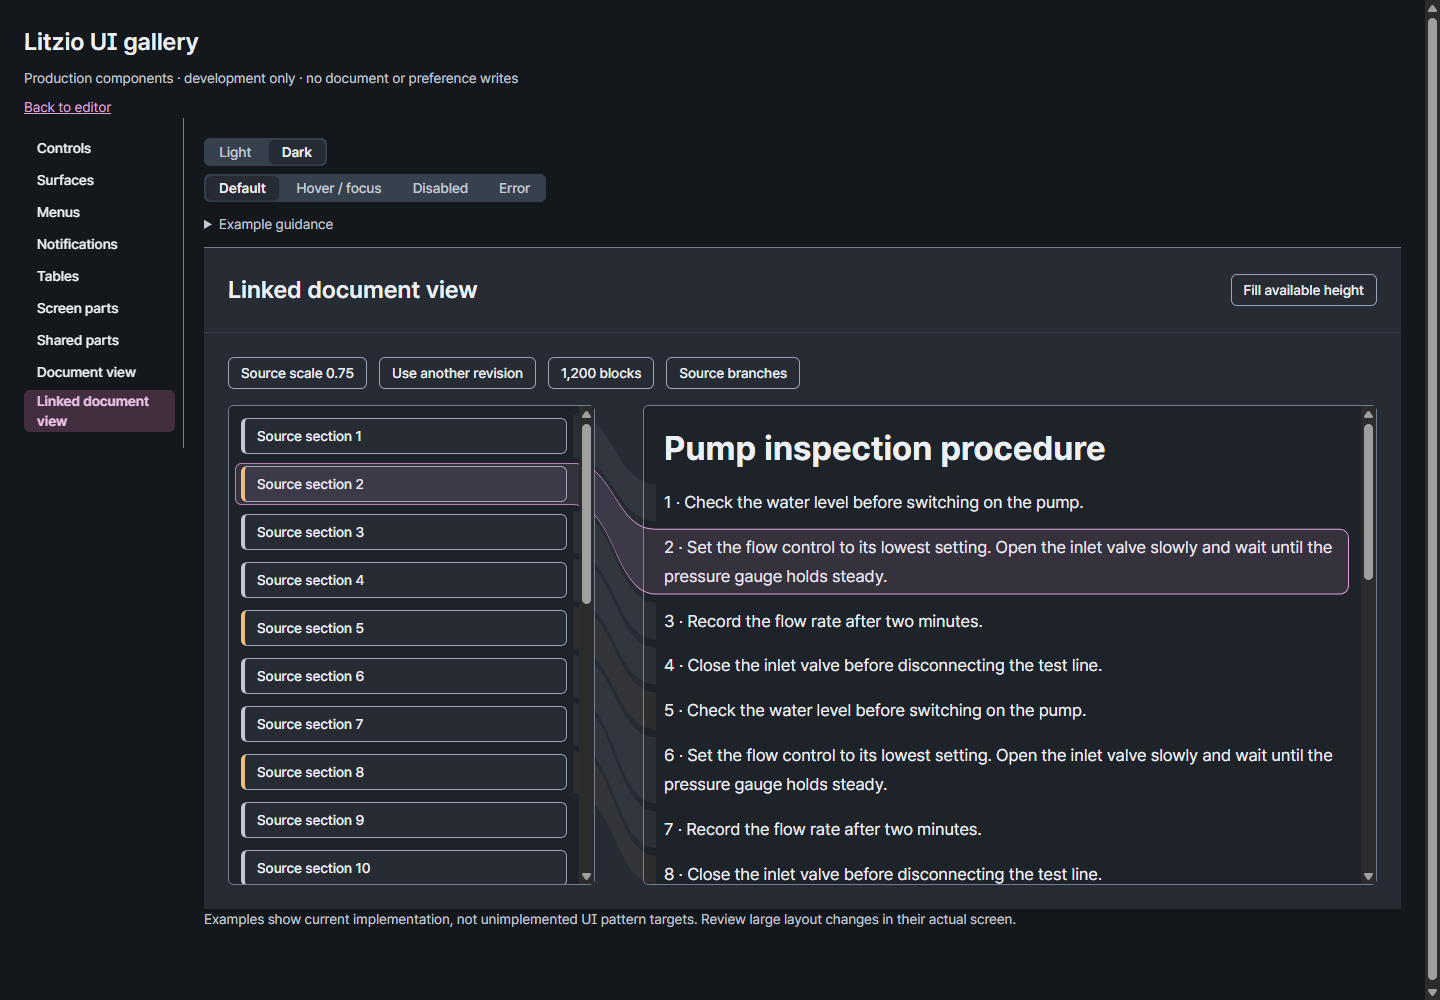 Litzio UI gallery
Production components · development only · no document or preference writes
Back to editor
Controls
Surfaces
Menus
Notifications
Tables
Screen parts
Shared parts
Document view
Linked document
view
Light
Dark
Default
Hover / focus
Disabled
Error
Example guidance
Linked document view
Fill available height
Source scale 0.75
Use another revision
1,200 blocks
Source branches
Source section 1
Source section 2
Source section 3
Source section 4
Source section 5
Source section 6
Source section 7
Source section 8
Source section 9
Source section 10
Pump inspection procedure
1 · Check the water level before switching on the pump.
2 · Set the flow control to its lowest setting. Open the inlet valve slowly and wait until the
pressure gauge holds steady.
3 · Record the flow rate after two minutes.
4 · Close the inlet valve before disconnecting the test line.
5 · Check the water level before switching on the pump.
6 · Set the flow control to its lowest setting. Open the inlet valve slowly and wait until the
pressure gauge holds steady.
7 · Record the flow rate after two minutes.
8 · Close the inlet valve before disconnecting the test line.
Examples show current implementation, not unimplemented UI pattern targets. Review large layout changes in their actual screen.